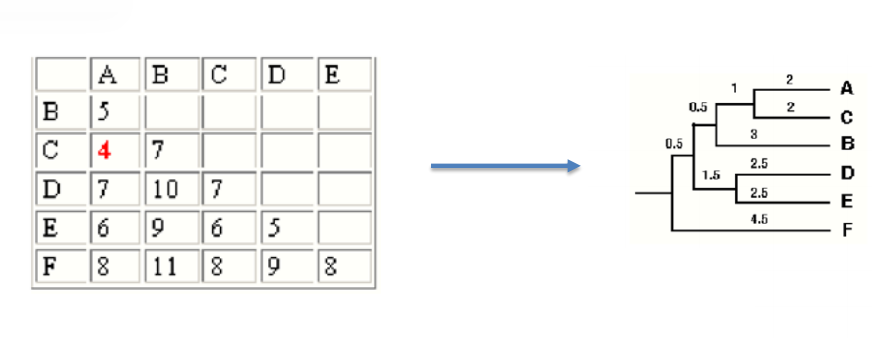 A B C D E
B 5
C 4 7
D 7 10 7
E 6 9 6 5
F 8 11 8 9 8
2
1 A
0.5 2 C
0.5 3 B
2.5
1.5 D
2.5 E
4.5 F